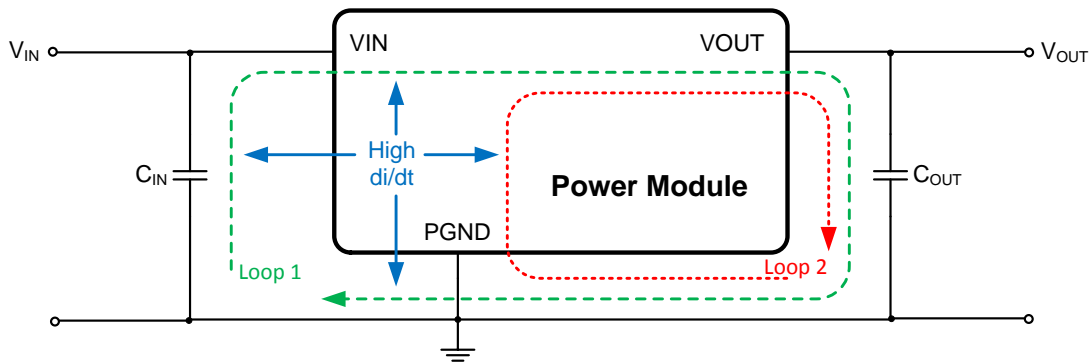 VIN
VIN
VOUT
VOUT
High
di/dt
CIN
Power Module
COUT
PGND
Loop 1
Loop 2